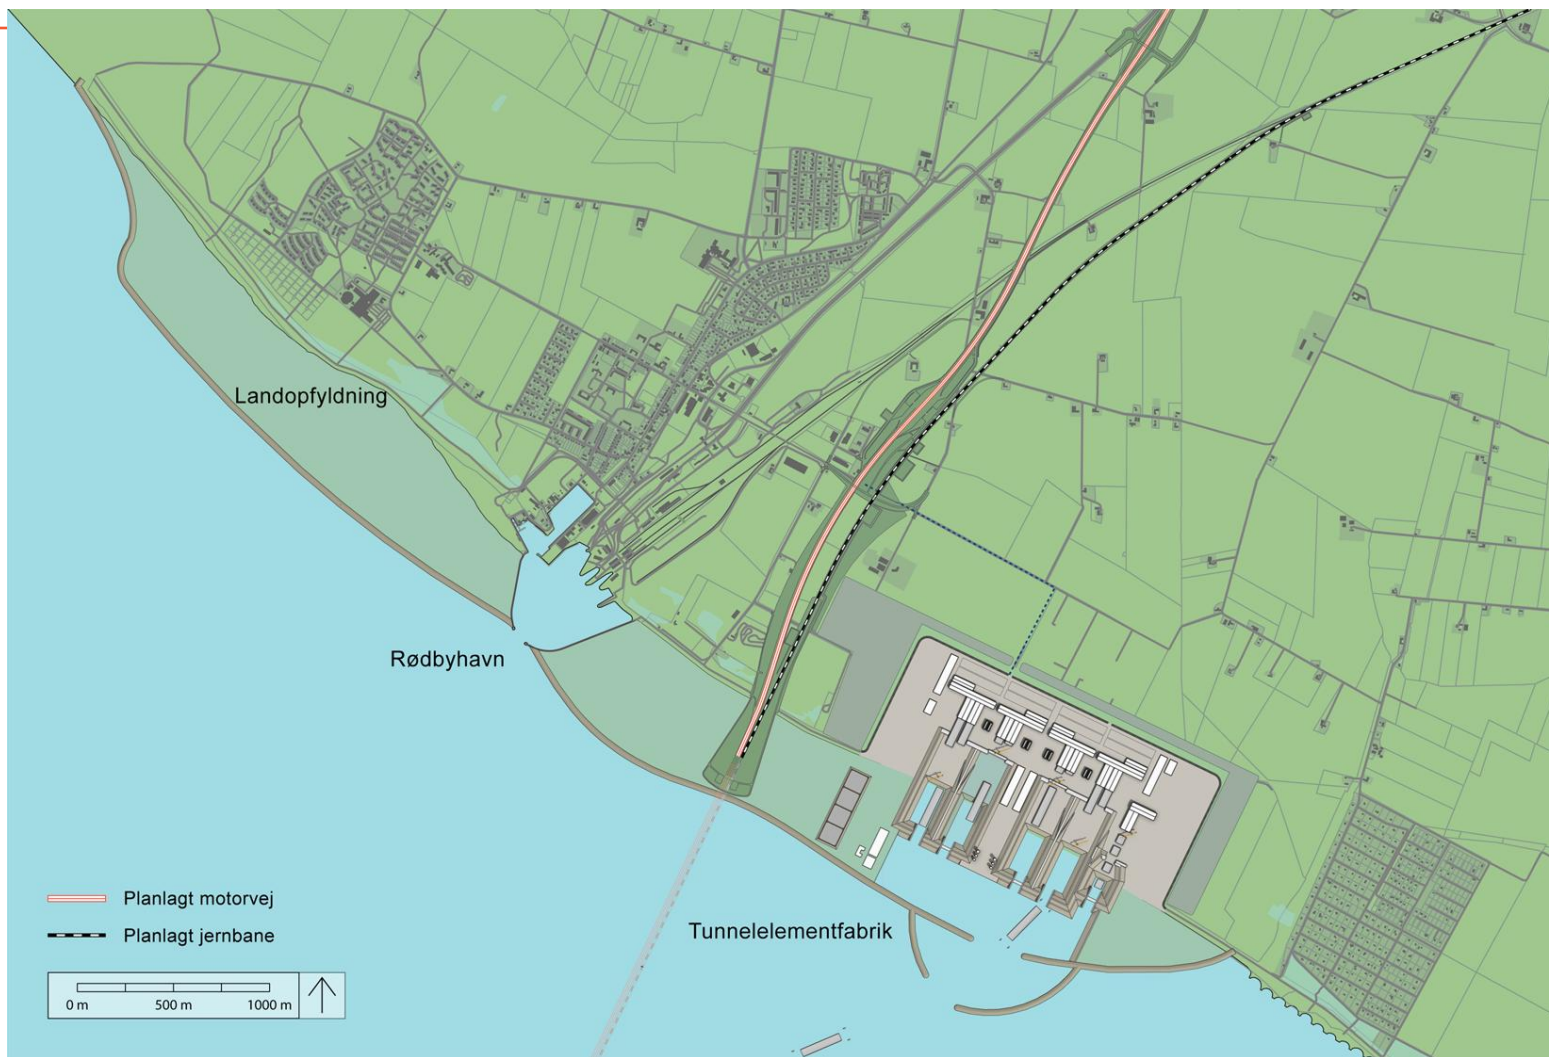 Landopfyldning
Rødbyhavn
Tunnelelementfabrik
Planlagt motorvej
Planlagt jernbane
0 m 500 m 1000 m